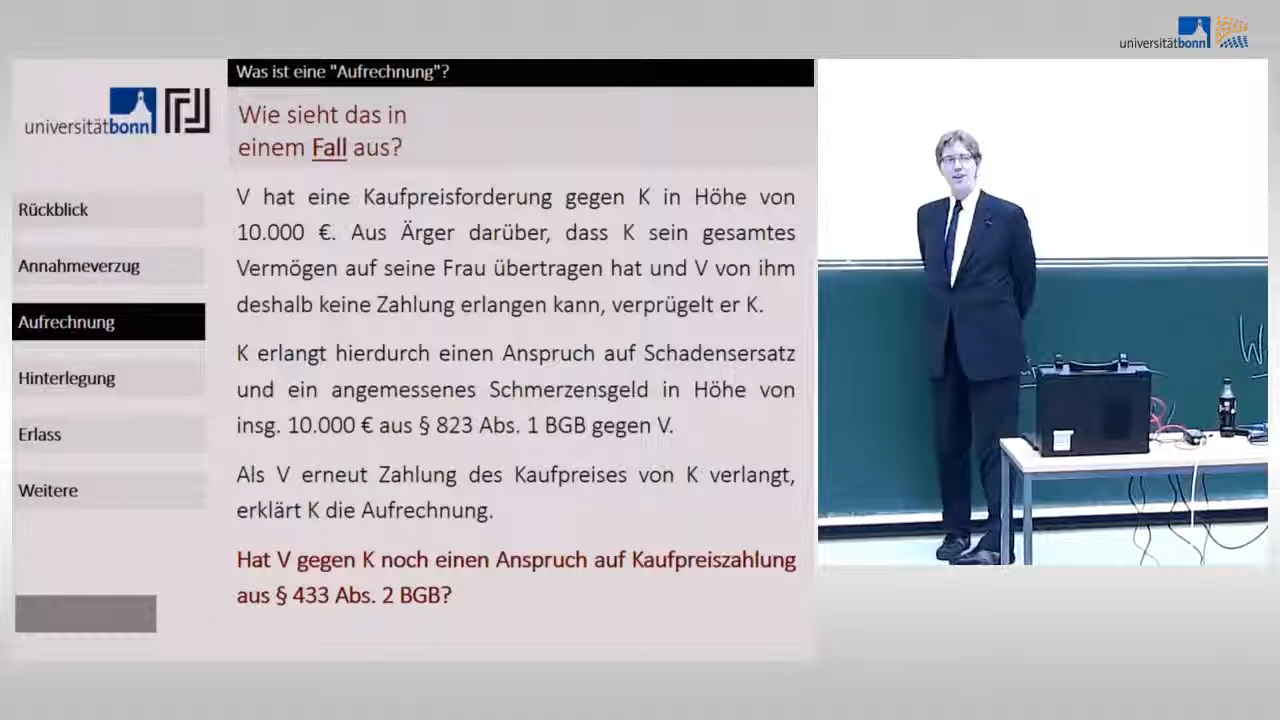 universitätbonn
Was ist eine "Aufrechnung"?
universitätbonn
Wie sieht das in
einem Fall aus?
Rückblick
Annahmeverzug
Aufrechnung
Hinterlegung
Erlass
Weitere
V hat eine Kaufpreisforderung gegen K in Höhe von
10.000 €. Aus Ärger darüber, dass K sein gesamtes
Vermögen auf seine Frau übertragen hat und V von ihm
deshalb keine Zahlung erlangen kann, verprügelt er K.
K erlangt hierdurch einen Anspruch auf Schadensersatz
und ein angemessenes Schmerzensgeld in Höhe von
insg. 10.000 € aus § 823 Abs. 1 BGB gegen V.
Als V erneut Zahlung des Kaufpreises von K verlangt,
erklärt K die Aufrechnung.
Hat V gegen K noch einen Anspruch auf Kaufpreiszahlung
aus § 433 Abs. 2 BGB?